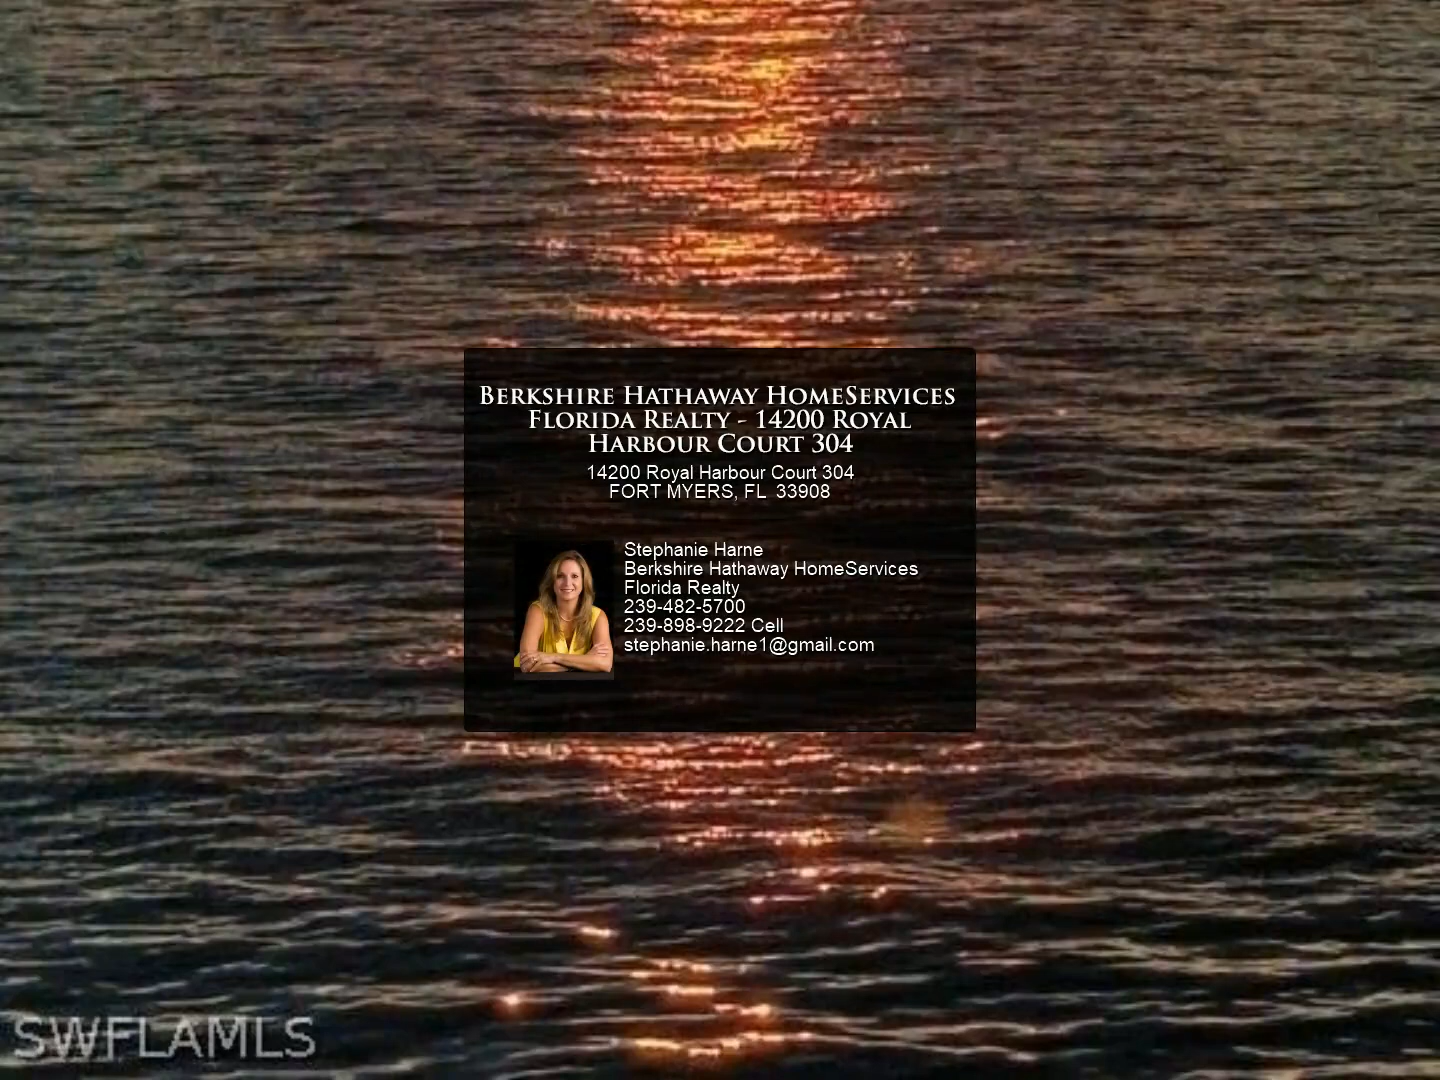 Berkshire Hathaway HomeServices
Florida Realty - 14200 Royal
Harbour Court 304
14200 Royal Harbour Court 304
FORT MYERS, FL  33908
Stephanie Harne
Berkshire Hathaway HomeServices
Florida Realty
239-482-5700
239-898-9222 Cell
stephanie.harne1@gmail.com
SWFLAMLS